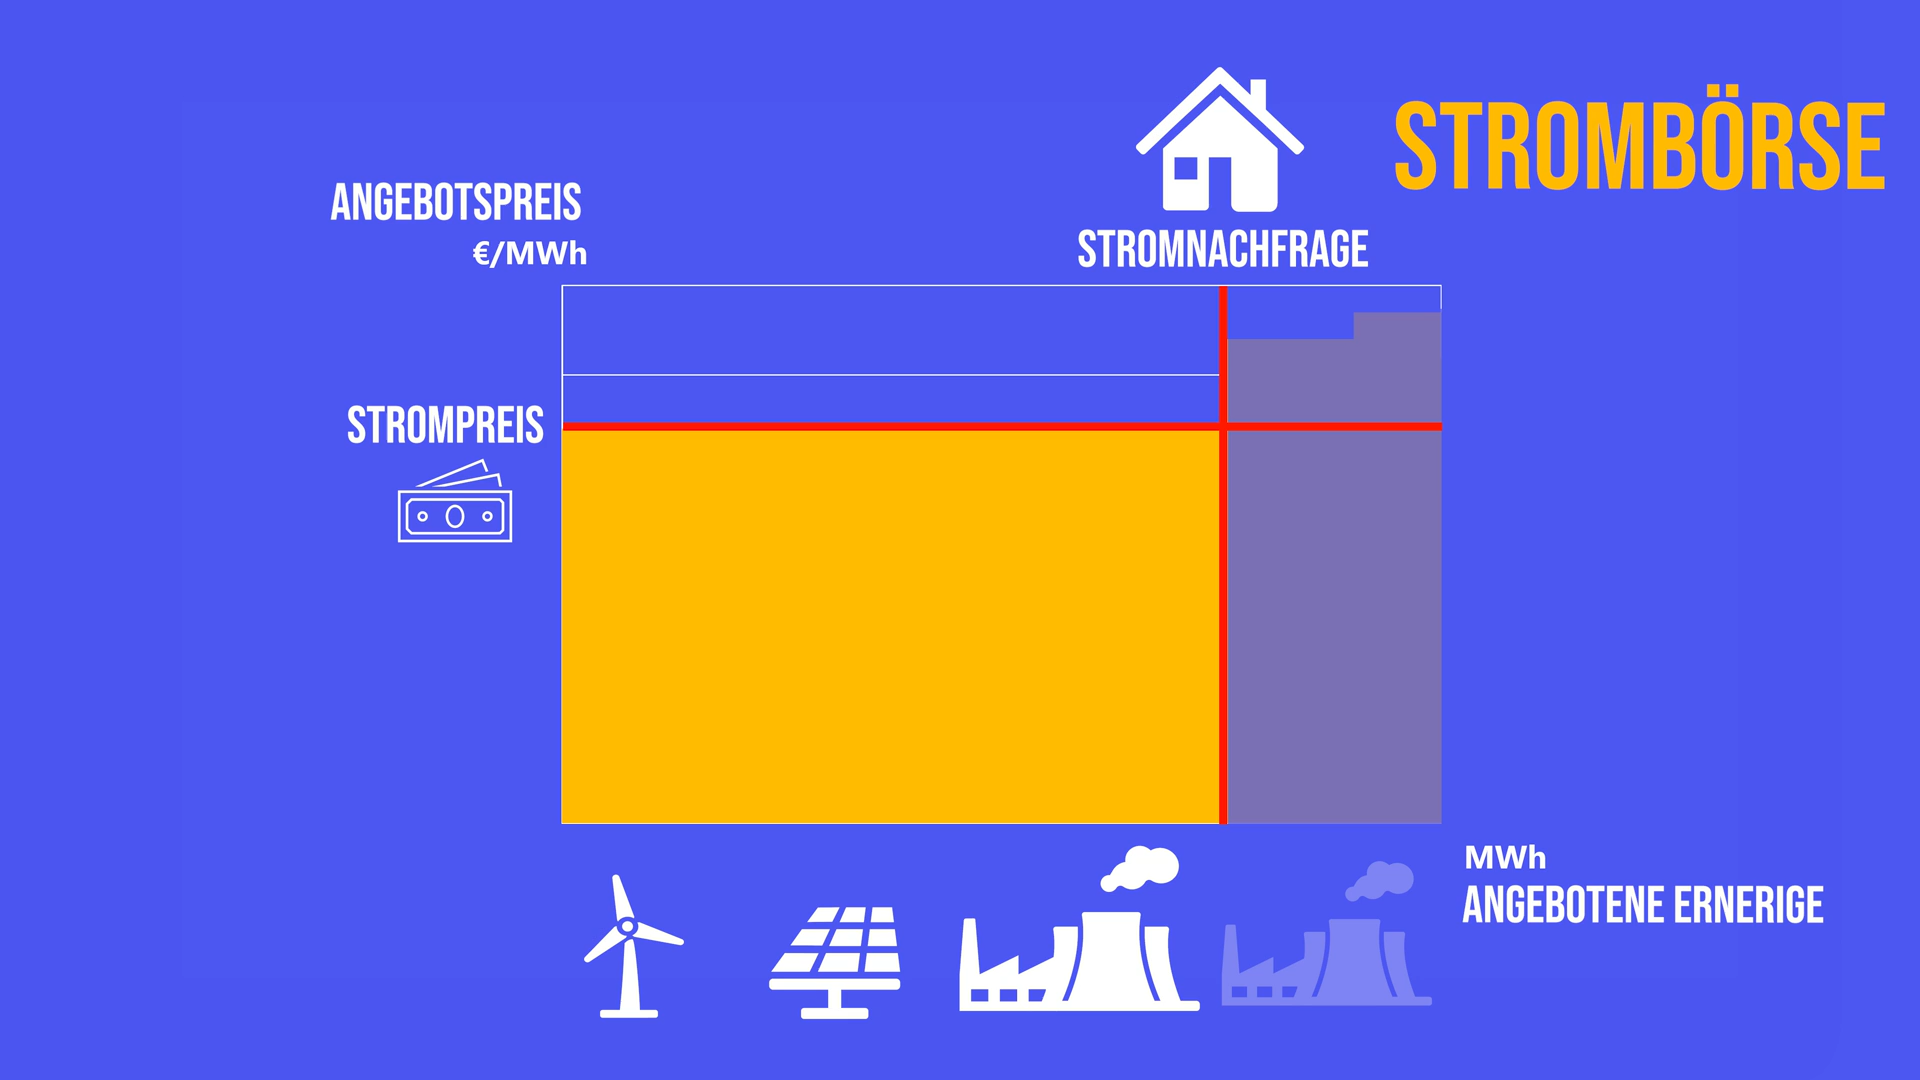 STROMBÖRSE
ANGEBOTSPREIS
€/MWh
STROMNACHFRAGE
STROMPREIS
MWh
ANGEBOTENE ERNERIGE